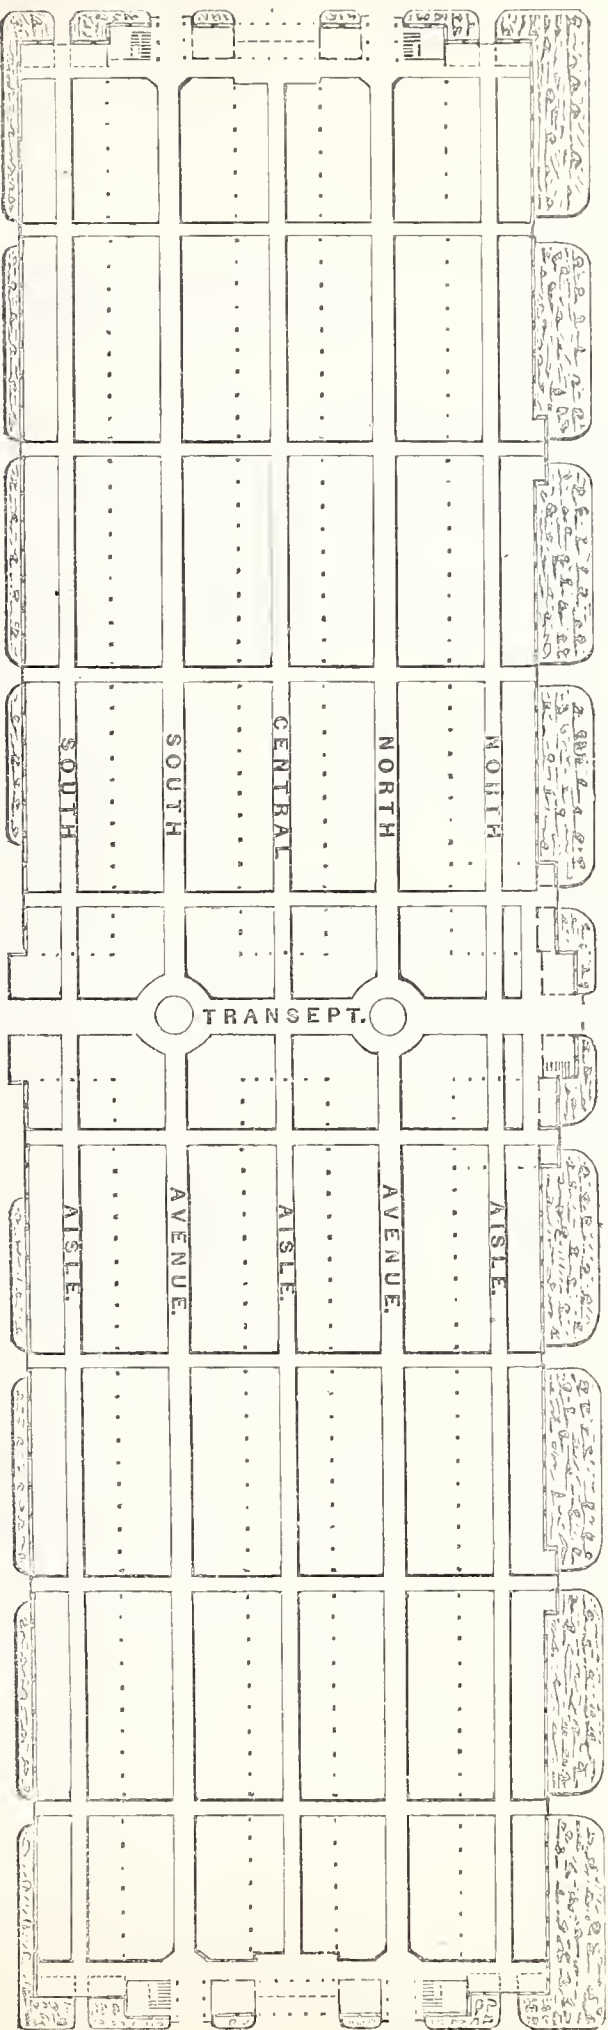 SOUTH AISLE.
SOUTH AVENUE.
CENTRAL AISLE.
NORTH AVENUE.
NORTH AISLE.
TRANSEPT.